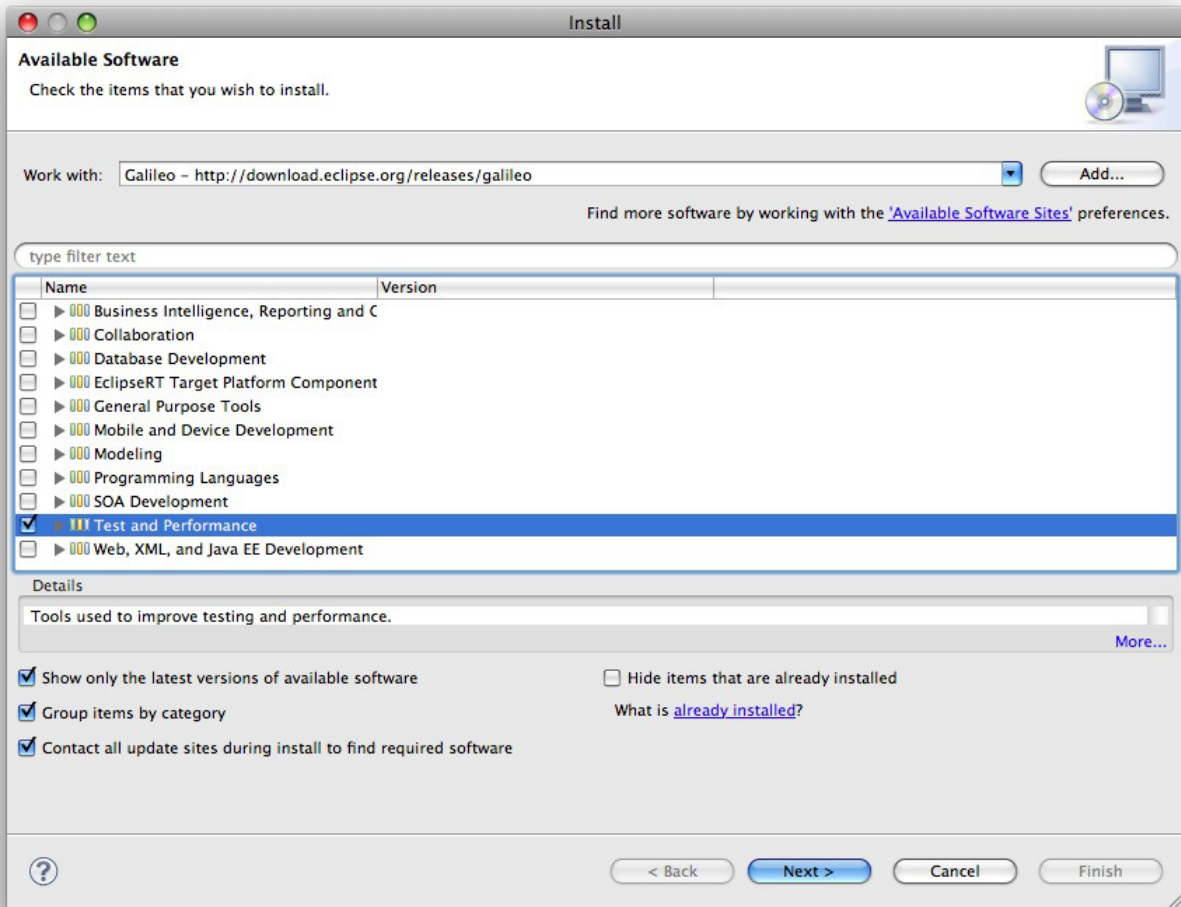 Install
Available Software
Check the items that you wish to install.
Work with: Galileo - http://download.eclipse.org/releases/galileo Add...
Find more software by working with the 'Available Software Sites' preferences.
type filter text
Name Version
Business Intelligence, Reporting and C
Collaboration
Database Development
EclipseRT Target Platform Component
General Purpose Tools
Mobile and Device Development
Modeling
Programming Languages
SOA Development
Test and Performance
Web, XML, and Java EE Development
Details
Tools used to improve testing and performance.
More...
Show only the latest versions of available software Hide items that are already installed
Group items by category What is already installed?
Contact all update sites during install to find required software
? < Back Next > Cancel Finish